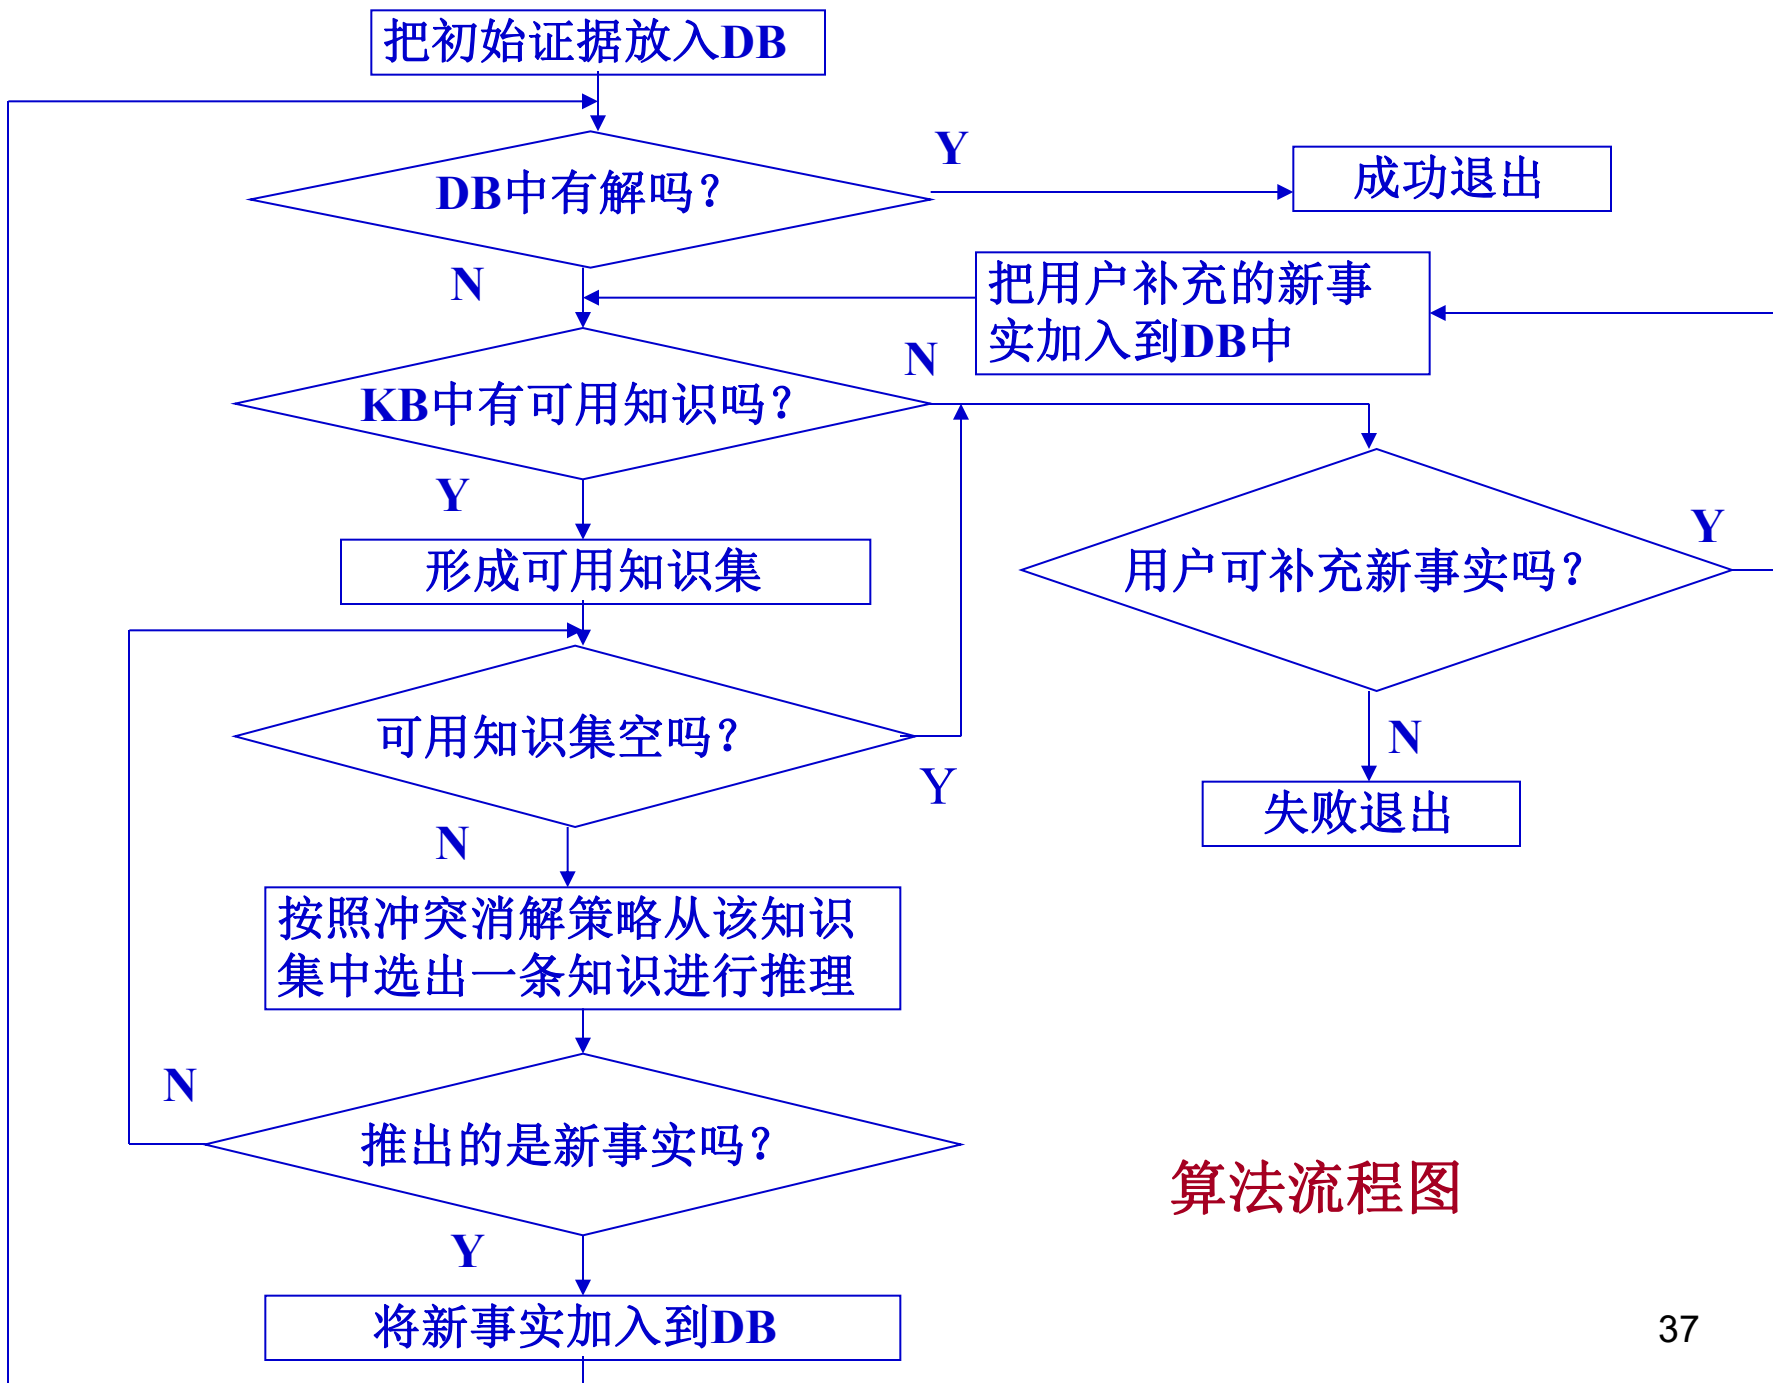 把初始证据放入DB
Y
DB中有解吗?
成功退出
N
把用户补充的新事
实加入到DB中
N
KB中有可用知识吗?
Y
Y
形成可用知识集
用户可补充新事实吗?
可用知识集空吗?
N
Y
失败退出
N
按照冲突消解策略从该知识
集中选出一条知识进行推理
N
推出的是新事实吗?
算法流程图
Y
将新事实加入到DB
37